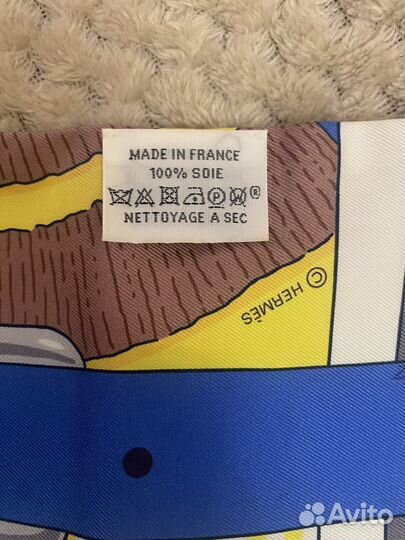 MADE IN FRANCE
100% SOIE
®
NETTOYAGE A SEC
© HERMÈS
Avito